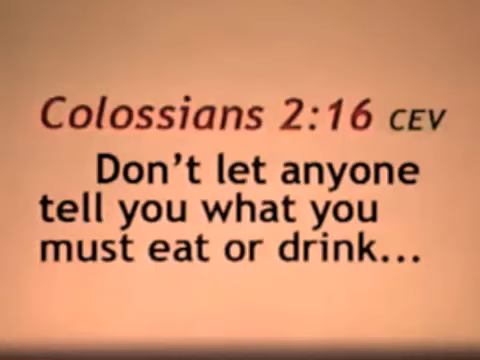 Colossians 2:16 CEV
Don't let anyone
tell you what you
must eat or drink...